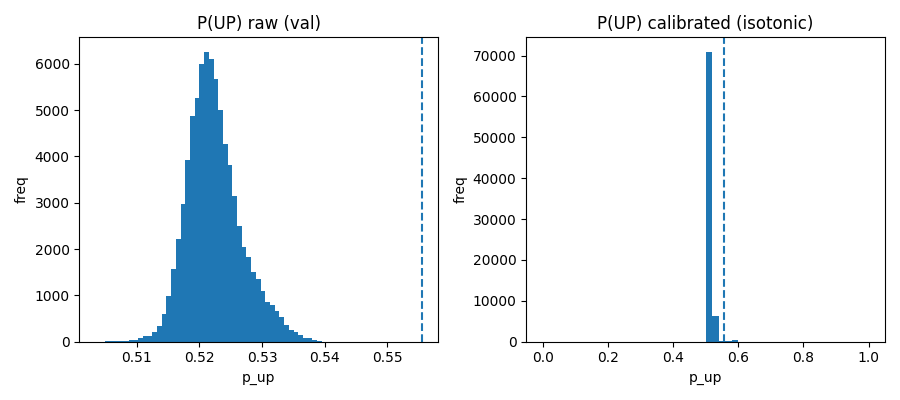 P(UP) raw (val)
freq
6000
5000
4000
3000
2000
1000
0
0.51 0.52 0.53 0.54 0.55
p_up
P(UP) calibrated (isotonic)
freq
70000
60000
50000
40000
30000
20000
10000
0
0.0 0.2 0.4 0.6 0.8 1.0
p_up